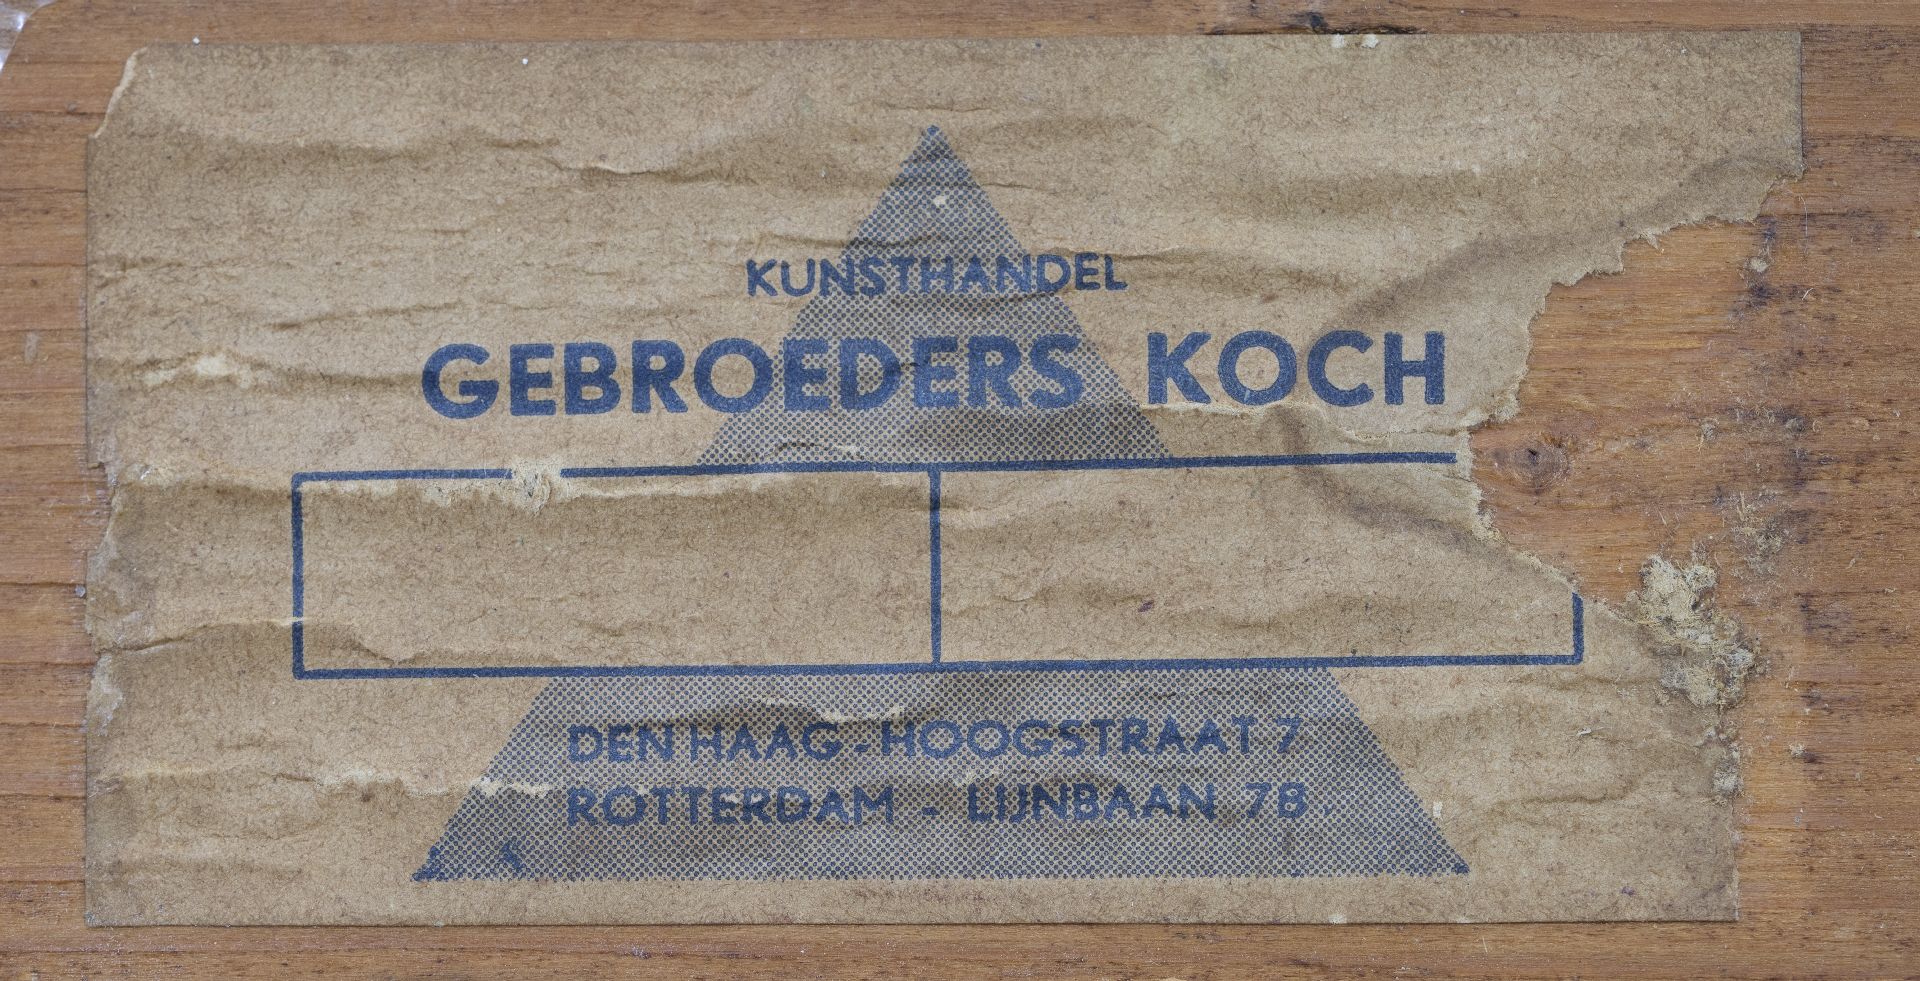 KUNSTHANDEL
GEBROEDERS KOCH
DEN HAAG - HOOGSTRAAT 7
ROTTERDAM - LIJNBAAN 78